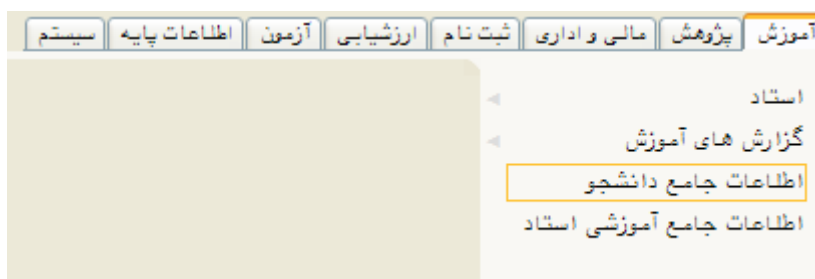 آموزش پژوهش مالی و اداری ثبت نام ارزشیابی آزمون اطلاعات پایه سیستم
استاد
گزارش های آموزش
اطلاعات جامع دانشجو
اطلاعات جامع آموزشی استاد